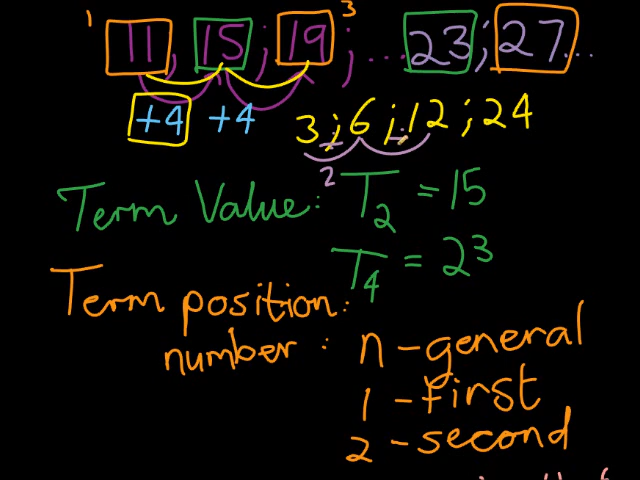 1 11, 15; 19; 3 ... 23; 27...
+4 +4 3; 6; 12; 24
2
Term Value: T2 = 15
T4 = 23
Term position
number: n - general
1 - first
2 - second